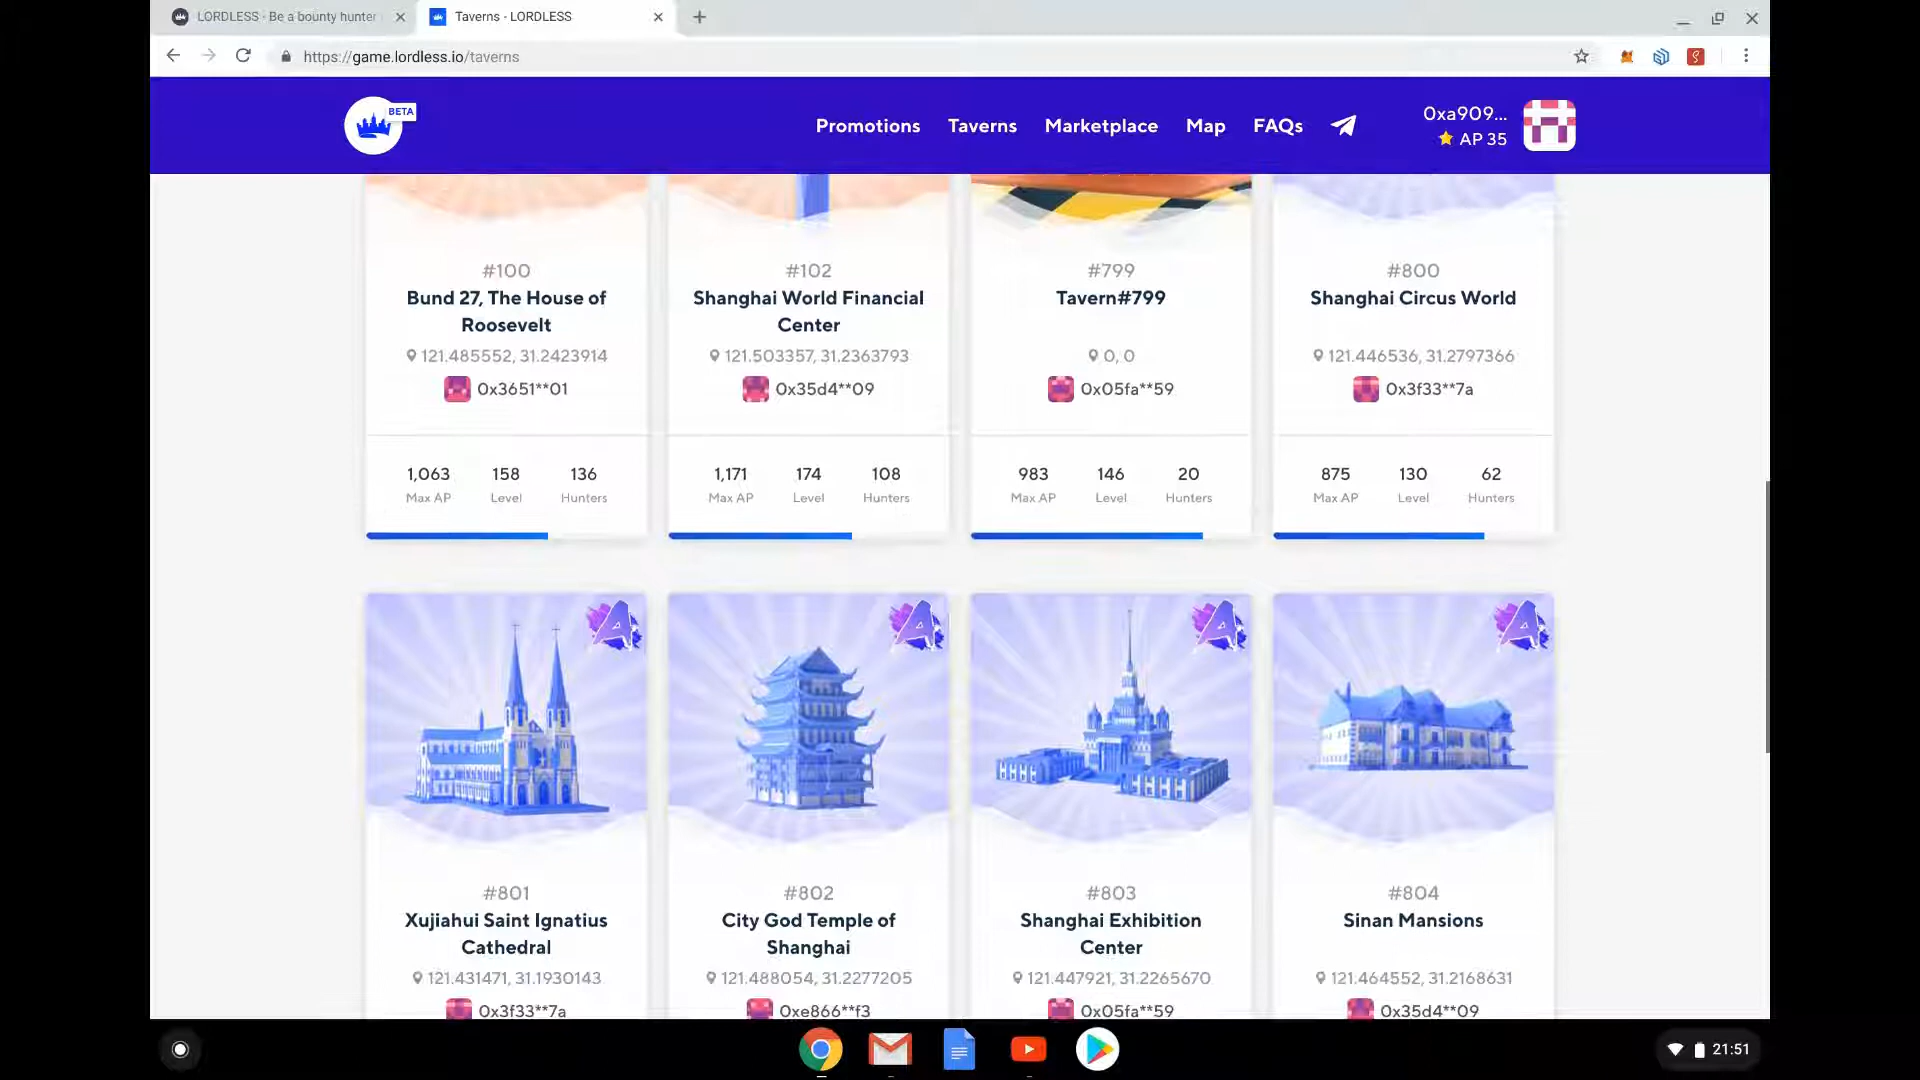 LORDLESS - Be a bounty hunter
Taverns - LORDLESS
https://game.lordless.io/taverns
BETA
Promotions
Taverns
Marketplace
Map
FAQs
0xa909...
AP 35
#100
Bund 27, The House of
Roosevelt
121.485552, 31.2423914
0x3651**01
1,063
158
136
Max AP
Level
Hunters
#102
Shanghai World Financial
Center
121.503357, 31.2363793
0x35d4**09
1,171
174
108
Max AP
Level
Hunters
#799
Tavern#799
0, 0
0x05fa**59
983
146
20
Max AP
Level
Hunters
#800
Shanghai Circus World
121.446536, 31.2797366
0x3f33**7a
875
130
62
Max AP
Level
Hunters
A
#801
Xujiahui Saint Ignatius
Cathedral
121.431471, 31.1930143
0x3f33**7a
A
#802
City God Temple of
Shanghai
121.488054, 31.2277205
0xe866**f3
A
#803
Shanghai Exhibition
Center
121.447921, 31.2265670
0x05fa**59
A
#804
Sinan Mansions
121.464552, 31.2168631
0x35d4**09
21:51